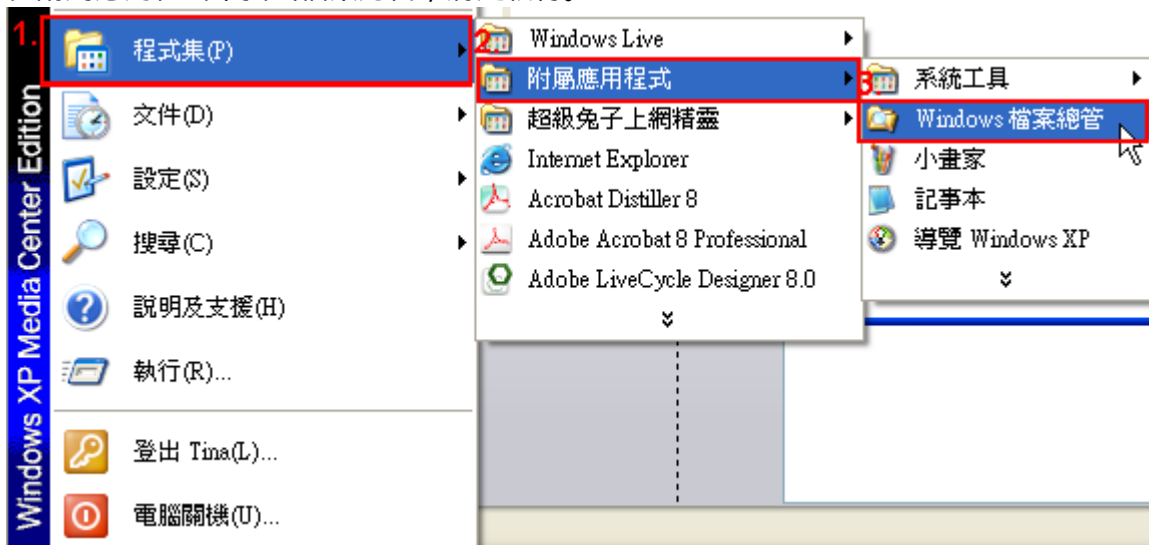 1.
程式集(P)
文件(D)
設定(S)
搜尋(C)
說明及支援(H)
執行(R)...
登出 Tina(L)...
電腦關機(U)...
Windows XP Media Center Edition
2.
Windows Live
附屬應用程式
超級兔子上網精靈
Internet Explorer
Acrobat Distiller 8
Adobe Acrobat 8 Professional
Adobe LiveCycle Designer 8.0
3
系統工具
Windows 檔案總管
小畫家
記事本
導覽 Windows XP